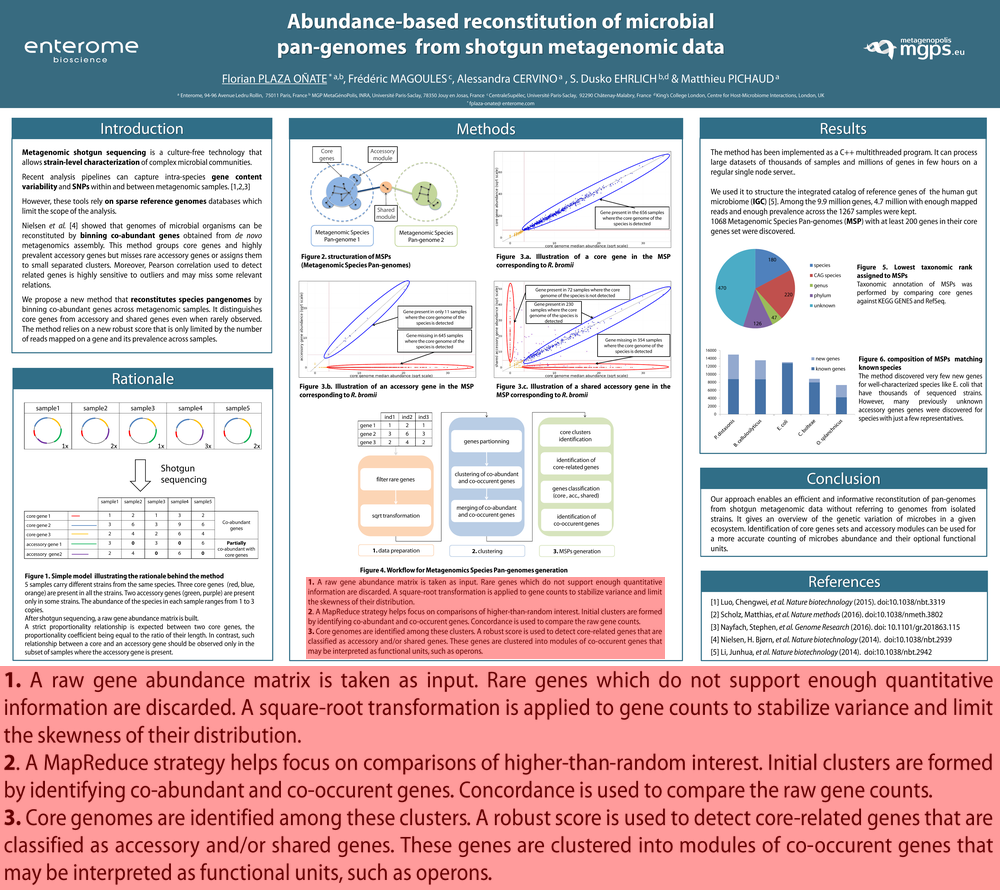 Abundance-based reconstitution of microbial
pan-genomes from shotgun metagenomic data
enterome
bioscience
metagenopolis
mgps.eu
Florian PLAZA OÑATE *a,b, Frédéric MAGOULES c, Alessandra CERVINO a , S. Dusko EHRLICH b,d & Matthieu PICHAUD a
a Enterome, 94-96 Avenue Ledru Rollin, 75011 Paris, France b MGP MetaGénoPolis, INRA, Université Paris-Saclay, 78350 Jouy en Josas, France c CentraleSupélec, Université Paris-Saclay, 92290 Châtenay-Malabry, France d King's College London, Centre for Host-Microbiome Interactions, London, UK
* fplaza-onate@enterome.com
Introduction
Metagenomic shotgun sequencing is a culture-free technology that
allows strain-level characterization of complex microbial communities.
Recent analysis pipelines can capture intra-species gene content
variability and SNPs within and between metagenomic samples. [1,2,3]
However, these tools rely on sparse reference genomes databases which
limit the scope of the analysis.
Nielsen et al. [4] showed that genomes of microbial organisms can be
reconstituted by binning co-abundant genes obtained from de novo
metagenomics assembly. This method groups core genes and highly
prevalent accessory genes but misses rare accessory genes or assigns them
to small separated clusters. Moreover, Pearson correlation used to detect
related genes is highly sensitive to outliers and may miss some relevant
relations.
We propose a new method that reconstitutes species pangenomes by
binning co-abundant genes across metagenomic samples. It distinguishes
core genes from accessory and shared genes even when rarely observed.
The method relies on a new robust score that is only limited by the number
of reads mapped on a gene and its prevalence across samples.
Rationale
sample1 sample2 sample3 sample4 sample5
1x 2x 1x 3x 2x
Shotgun
sequencing
sample1 sample2 sample3 sample4 sample5
core gene 1 1 2 1 3 2
core gene 2 3 6 3 9 6
core gene 3 2 4 2 6 4
Co-abundant
genes
accessory gene 1 3 0 3 0 6
accessory gene2 2 4 0 6 0
Partially
co-abundant with
core genes
Figure 1. Simple model illustrating the rationale behind the method
5 samples carry different strains from the same species. Three core genes (red, blue,
orange) are present in all the strains. Two accessory genes (green, purple) are present
only in some strains. The abundance of the species in each sample ranges from 1 to 3
copies.
After shotgun sequencing, a raw gene abundance matrix is built.
A strict proportionality relationship is expected between two core genes, the
proportionality coefficient being equal to the ratio of their length. In contrast, such
relationship between a core and an accessory gene should be observed only in the
subset of samples where the accessory gene is present.
Methods
Core
genes
Accessory
module
Shared
module
Metagenomic Species
Pan-genome 1
Metagenomic Species
Pan-genome 2
Figure 2. structuration of MSPs
(Metagenomic Species Pan-genomes)
Gene present in the 656 samples
where the core genome of the
species is detected
core genome median abundance (sqrt scale)
Figure 3.a. Illustration of a core gene in the MSP
corresponding to R. bromii
Gene present in only 11 samples
where the core genome of the
species is detected
Gene missing in 645 samples
where the core genome of the
species is detected
accessory gene abundance (sqrt scale)
core genome median abundance (sqrt scale)
Figure 3.b. Illustration of an accessory gene in the MSP
corresponding to R. bromii
Gene present in 72 samples where the core
genome of the species is not detected
Gene present in 230
samples where the core
genome of the species is
detected
Gene missing in 554 samples
where the core genome of the
species is detected
core genome median abundance (sqrt scale)
Figure 3.c. Illustration of a shared accessory gene in the
MSP corresponding to R. bromii
ind1 ind2 ind3
gene 1 1 2 1
gene 2 3 6 3
gene 3 2 4 2
filter rare genes
sqrt transformation
genes partionning
clustering of co-abundant
and co-occurent genes
merging of co-abundant
and co-occurent genes
core clusters
identification
identification of
core-related genes
genes classification
(core , acc., shared)
identification of
co-occurent genes
1. data preparation
2. clustering
3. MSPs generation
Figure 4. Workflow for Metagenomics Species Pan-genomes generation
1. A raw gene abundance matrix is taken as input. Rare genes which do not support enough quantitative
information are discarded. A square-root transformation is applied to gene counts to stabilize variance and limit
the skewness of their distribution.
2. A MapReduce strategy helps focus on comparisons of higher-than-random interest. Initial clusters are formed
by identifying co-abundant and co-occurent genes. Concordance is used to compare the raw gene counts.
3. Core genomes are identified among these clusters. A robust score is used to detect core-related genes that are
classified as accessory and/or shared genes. These genes are clustered into modules of co-occurent genes that
may be interpreted as functional units, such as operons.
Results
The method has been implemented as a C++ multithreaded program. It can process
large datasets of thousands of samples and millions of genes in few hours on a
regular single node server..
We used it to structure the integrated catalog of reference genes of the human gut
microbiome (IGC) [5]. Among the 9.9 million genes, 4.7 million with enough mapped
reads and enough prevalence across the 1267 samples were kept.
1068 Metagenomic Species Pan-genome (MSP) with at least 200 genes in their core
genes set were discovered.
180
220
47
126
species
CAG species
genus
phylum
unknown
Figure 5. Lowest taxonomic rank
assigned to MSPs
Taxonomic annotation of MSPs was
performed by comparing core genes
against KEGG GENES and RefSeq.
16000
14000
12000
10000
8000
6000
4000
2000
0
new genes
known genes
P. distasonis
B. cellulosilyticus
E. coli
C. bolteae
O. splanchnicus
Figure 6. composition of MSPs matching
known species
The method discovered very few new genes
for well-characterized species like E. coli that
have thousands of sequenced strains.
However, many previously unknown
accessory genes genes were discovered for
species with just a few representatives.
Conclusion
Our approach enables an efficient and informative reconstitution of pan-genomes
from shotgun metagenomic data without referring to genomes from isolated
strains. It gives an overview of the genetic variation of microbes in a given
ecosystem. Identification of core genes sets and accessory modules can be used for
a more accurate counting of microbes abundance and their optional functional
units.
References
[1] Luo, Chengwei, et al. Nature biotechnology (2015). doi:10.1038/nbt.3319
[2] Scholz, Matthias, et al. Nature methods (2016). doi:10.1038/nmeth.3802
[3] Nayfach, Stephen, et al. Genome Research (2016). doi: 10.1101/gr.201863.115
[4] Nielsen, H. Bjørn, et al. Nature biotechnology (2014). doi:10.1038/nbt.2939
[5] Li, Junhua, et al. Nature biotechnology (2014). doi:10.1038/nbt.2942
1. A raw gene abundance matrix is taken as input. Rare genes which do not support enough quantitative
information are discarded. A square-root transformation is applied to gene counts to stabilize variance and limit
the skewness of their distribution.
2. A MapReduce strategy helps focus on comparisons of higher-than-random interest. Initial clusters are formed
by identifying co-abundant and co-occurent genes. Concordance is used to compare the raw gene counts.
3. Core genomes are identified among these clusters. A robust score is used to detect core-related genes that are
classified as accessory and/or shared genes. These genes are clustered into modules of co-occurent genes that
may be interpreted as functional units, such as operons.